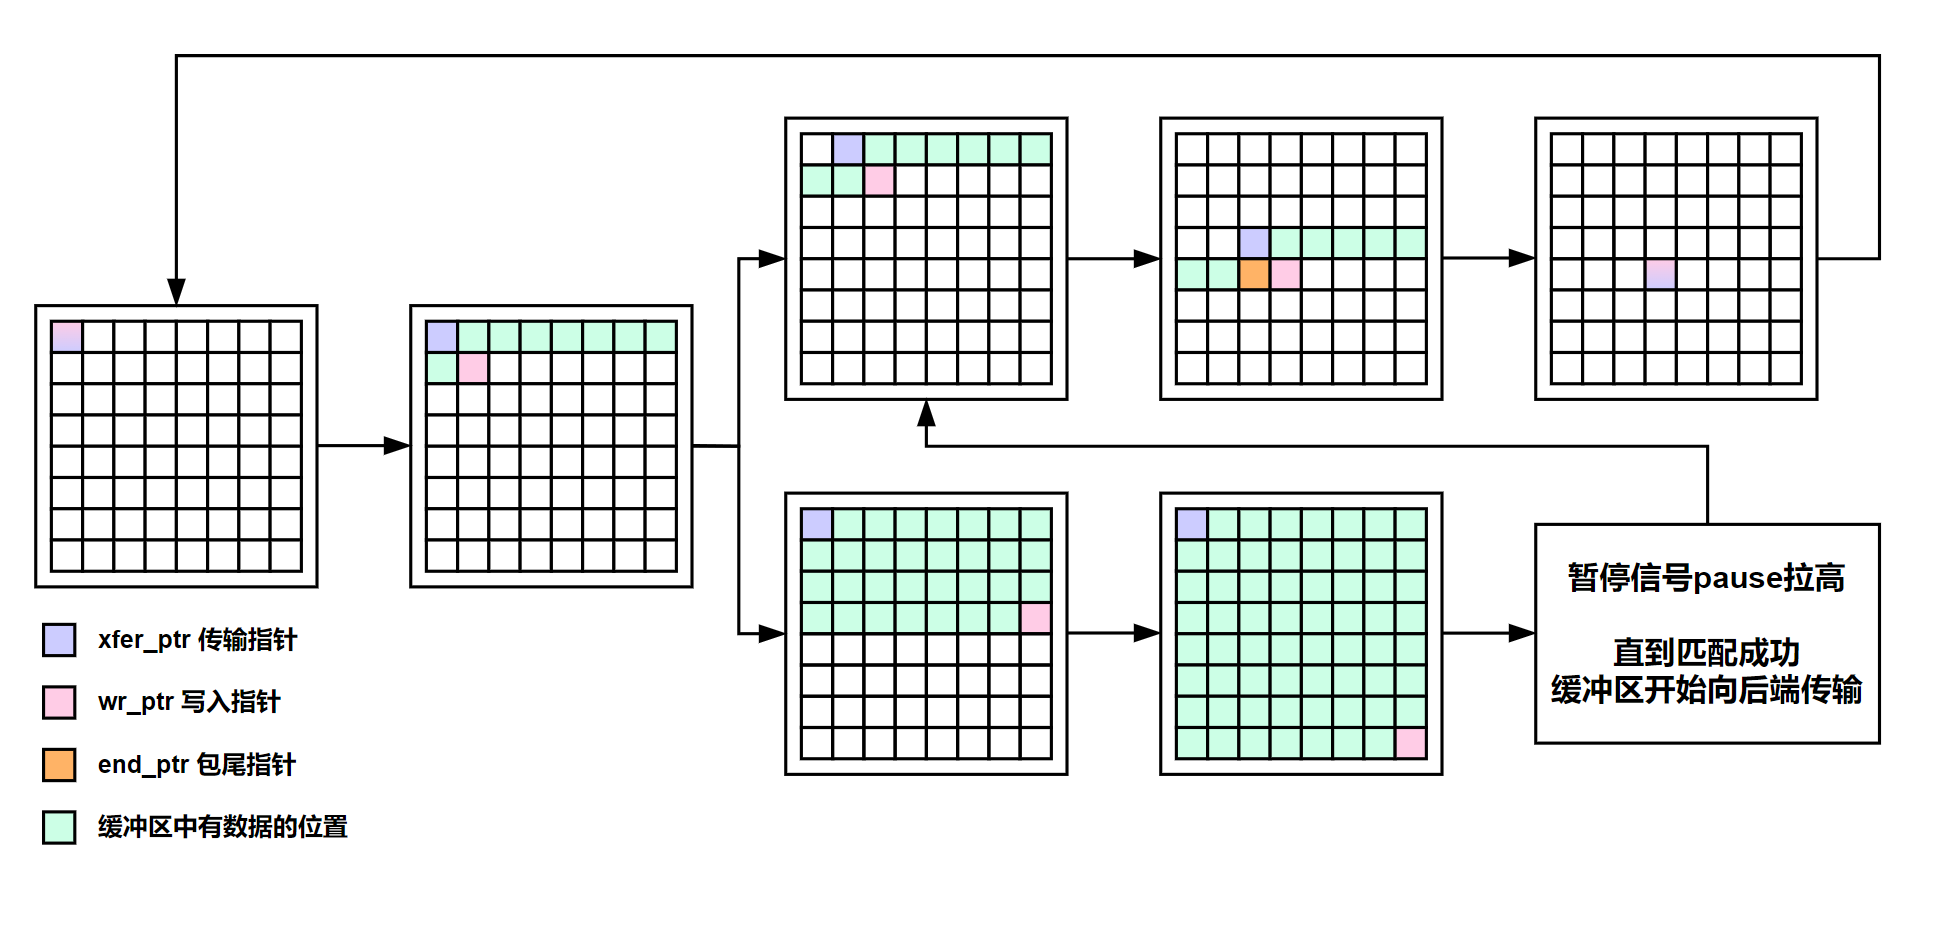 暂停信号pause拉高
直到匹配成功
缓冲区开始向后端传输
xfer_ptr 传输指针
wr_ptr 写入指针
end_ptr 包尾指针
缓冲区中有数据的位置